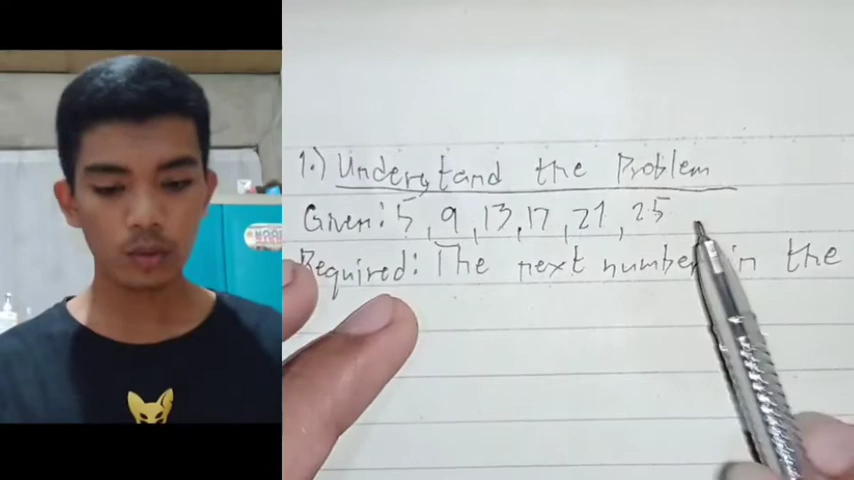 1.) Understand the Problem
Given: 5, 9, 13, 17, 21, 25
Required: The next number in the